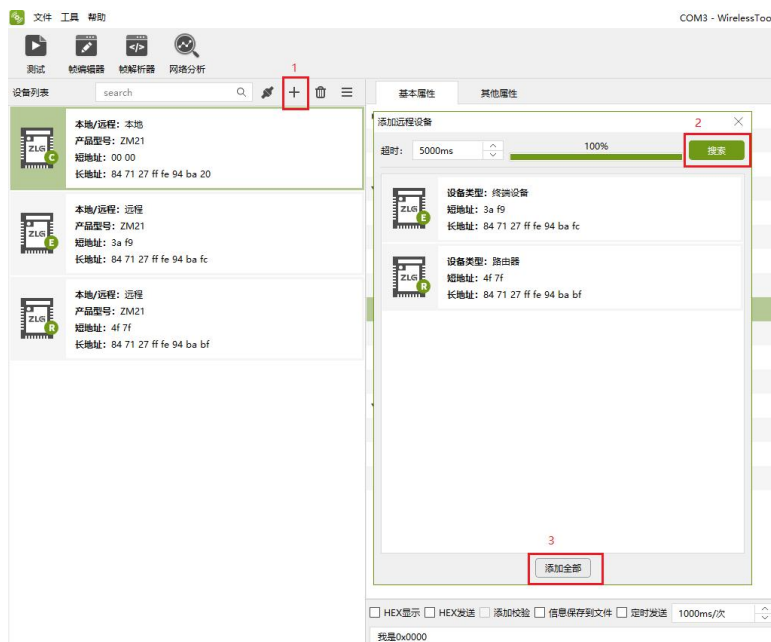 文件 工具 帮助
COM3 - WirelessToo
测试 帧编辑器 帧解析器 网络分析
1
设备列表 search
基本属性 其他属性
本地/远程：本地
产品型号：ZM21
短地址：00 00
长地址：84 71 27 ff fe 94 ba 20
ZLG
C
本地/远程：远程
产品型号：ZM21
短地址：3a f9
长地址：84 71 27 ff fe 94 ba fc
ZLG
E
本地/远程：远程
产品型号：ZM21
短地址：4f 7f
长地址：84 71 27 ff fe 94 ba bf
ZLG
R
添加远程设备
2
超时： 5000ms 100% 搜索
设备类型：终端设备
短地址：3a f9
长地址：84 71 27 ff fe 94 ba fc
ZLG
E
设备类型：路由器
短地址：4f 7f
长地址：84 71 27 ff fe 94 ba bf
ZLG
R
3
添加全部
HEX显示 HEX发送 添加校验 信息保存到文件 定时发送 1000ms/次
我是0x0000